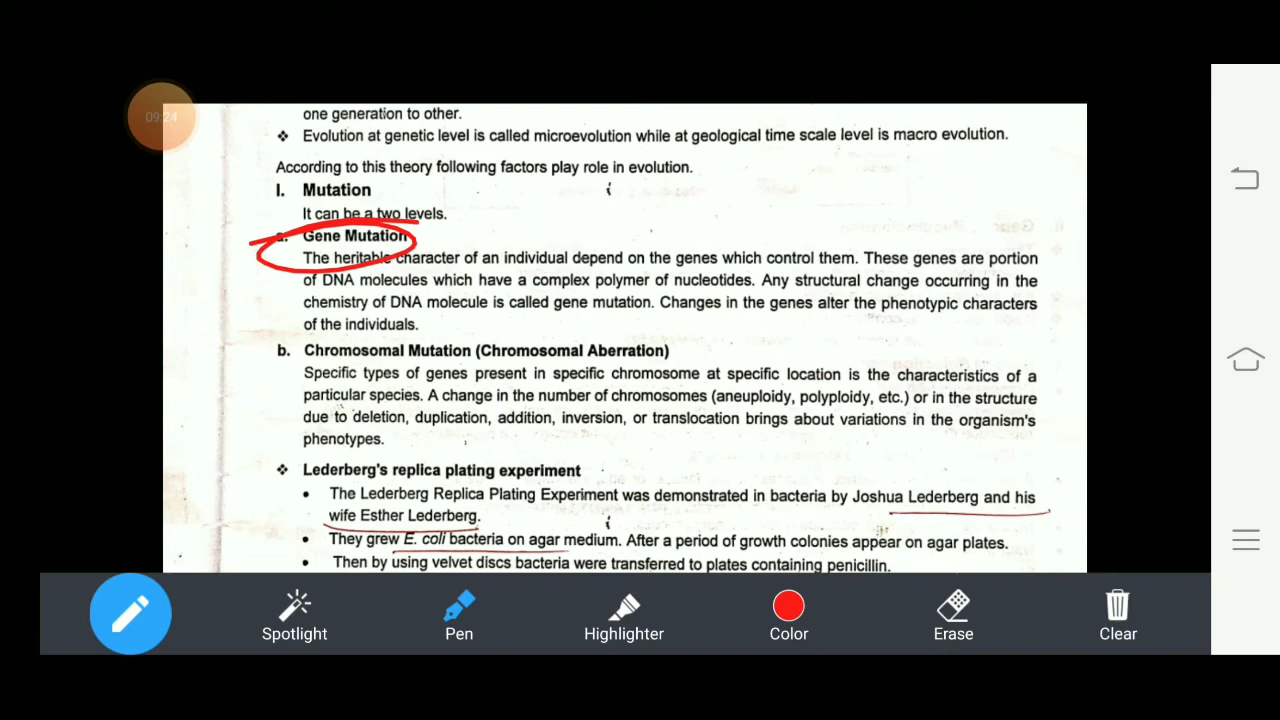 one generation to other.
❖ Evolution at genetic level is called microevolution while at geological time scale level is macro evolution.
According to this theory following factors play role in evolution.
I. Mutation
It can be a two levels.
a. Gene Mutation
The heritable character of an individual depend on the genes which control them. These genes are portion
of DNA molecules which have a complex polymer of nucleotides. Any structural change occurring in the
chemistry of DNA molecule is called gene mutation. Changes in the genes alter the phenotypic characters
of the individuals.
b. Chromosomal Mutation (Chromosomal Aberration)
Specific types of genes present in specific chromosome at specific location is the characteristics of a
particular species. A change in the number of chromosomes (aneuploidy, polyploidy, etc.) or in the structure
due to deletion, duplication, addition, inversion, or translocation brings about variations in the organism's
phenotypes.
❖ Lederberg's replica plating experiment
• The Lederberg Replica Plating Experiment was demonstrated in bacteria by Joshua Lederberg and his
wife Esther Lederberg.
• They grew E. coli bacteria on agar medium. After a period of growth colonies appear on agar plates.
• Then by using velvet discs bacteria were transferred to plates containing penicillin.
09:24
Spotlight
Pen
Highlighter
Color
Erase
Clear